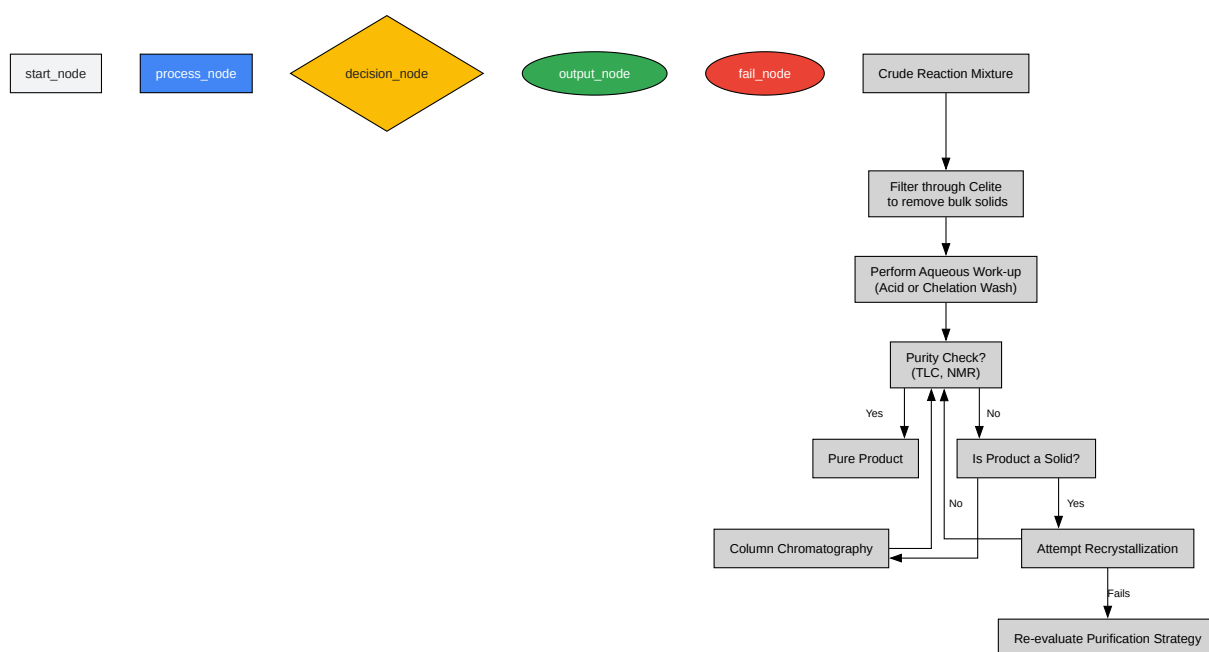 start_node
process_node
decision_node
output_node
fail_node
Crude Reaction Mixture
Filter through Celite
to remove bulk solids
Perform Aqueous Work-up
(Acid or Chelation Wash)
Purity Check?
(TLC, NMR)
Yes
No
Pure Product
Is Product a Solid?
No
Yes
Column Chromatography
Attempt Recrystallization
Fails
Re-evaluate Purification Strategy